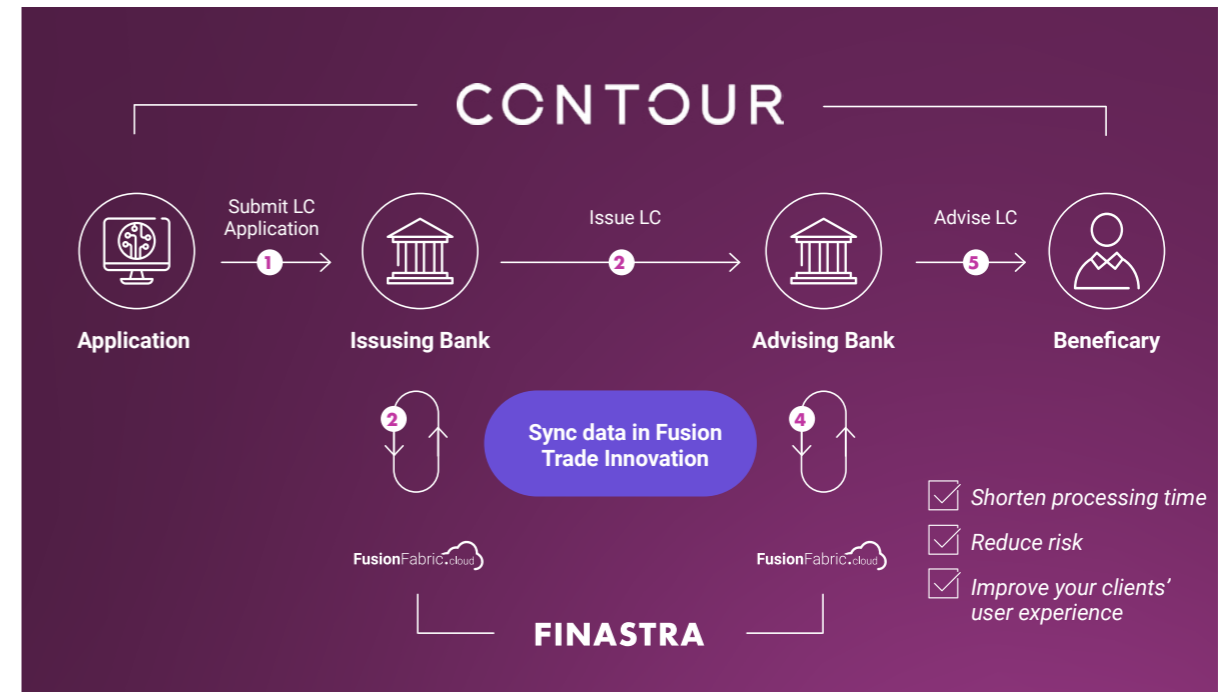 CONTOUR
Submit LC
Application
1
Issue LC
2
Advise LC
5
Application
Issusing Bank
Advising Bank
Beneficary
2
Sync data in Fusion
Trade Innovation
4
Shorten processing time
Reduce risk
Improve your clients’
user experience
FusionFabric.cloud
FusionFabric.cloud
FINASTRA